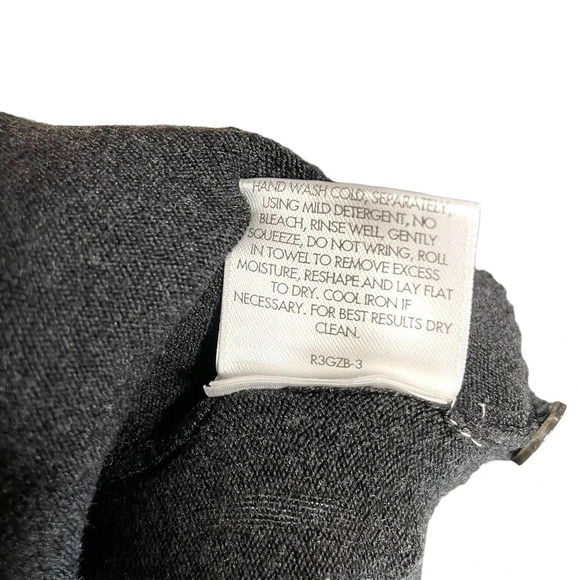 HAND WASH COLD, SEPARATELY,
USING MILD DETERGENT, NO
BLEACH, RINSE WELL, GENTLY
SQUEEZE, DO NOT WRING, ROLL
IN TOWEL TO REMOVE EXCESS
MOISTURE, RESHAPE AND LAY FLAT
TO DRY. COOL IRON IF
NECESSARY. FOR BEST RESULTS DRY
CLEAN.
R3GZB-3